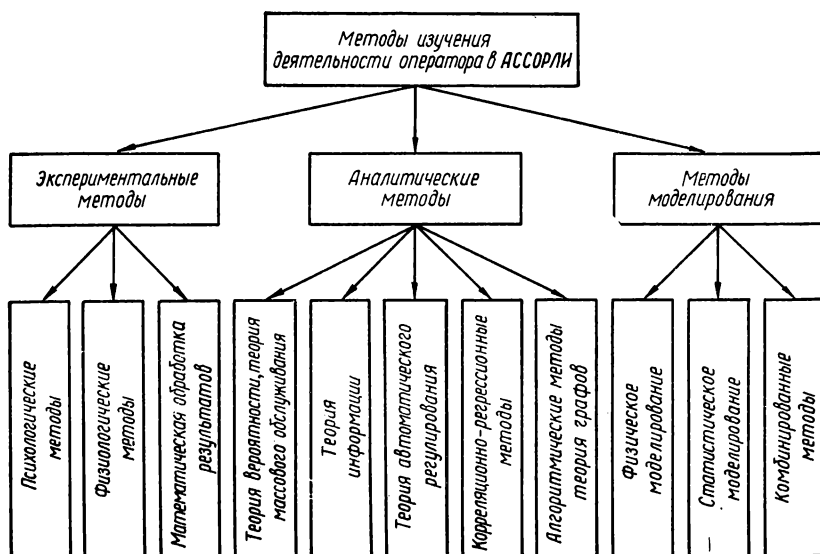 Методы изучения
деятельности оператора в АССОРЛИ
Экспериментальные
методы
Аналитические
методы
Методы
моделирования
Психологические
методы
Физиологические
методы
Математическая обработка
результатов
Теория вероятности, теория
массового обслуживания
Теория
информации
Теория автоматического
регулирования
Корреляционно-регрессионные
методы
Алгоритмические методы
теория графов
Физическое
моделирование
Статистическое
моделирование
Комбинированные
методы